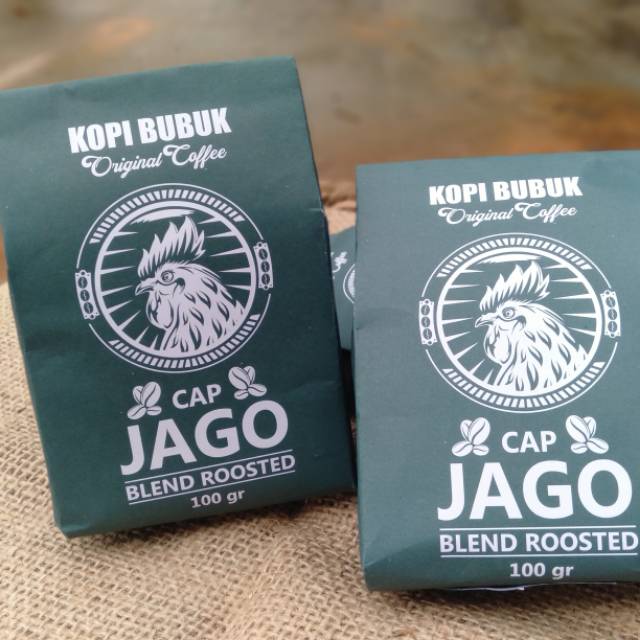 KOPI BUBUK
Original Coffee
CAP
JAGO
BLEND ROOSTED
100 gr
KOPI BUBUK
Original Coffee
CAP
JAGO
BLEND ROOSTED
100 gr